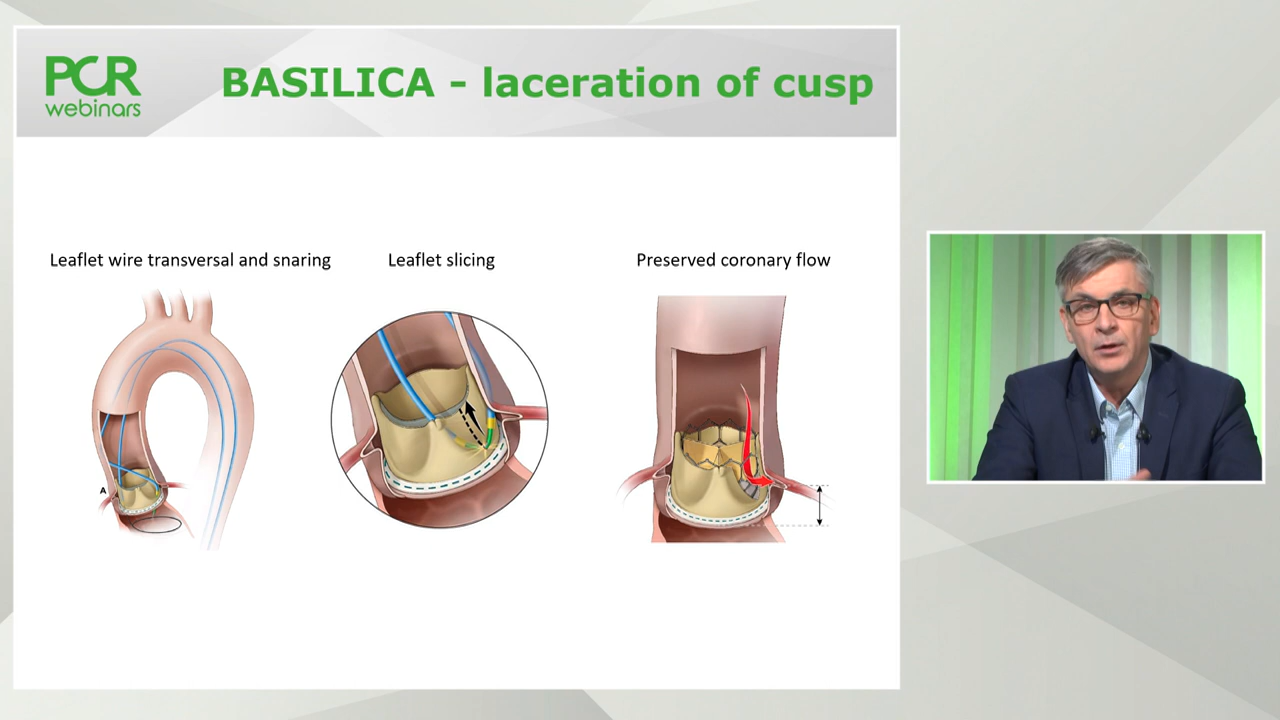 PCR
webinars
BASILICA - laceration of cusp
Leaflet wire transversal and snaring
Leaflet slicing
Preserved coronary flow
A